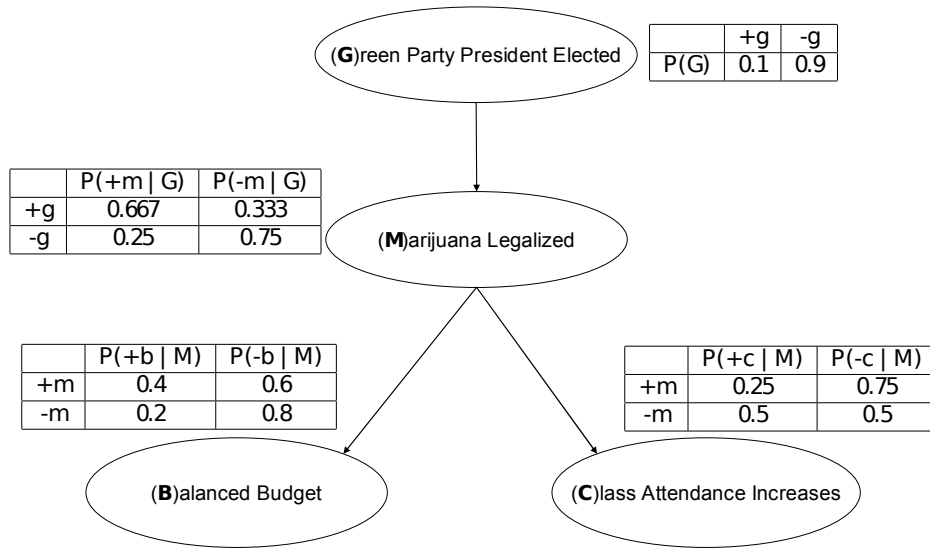 (G)reen Party President Elected
+g -g
P(G) 0.1 0.9
P(+m | G) P(-m | G)
+g 0.667 0.333
-g 0.25 0.75
(M)arijuana Legalized
P(+b | M) P(-b | M)
+m 0.4 0.6
-m 0.2 0.8
P(+c | M) P(-c | M)
+m 0.25 0.75
-m 0.5 0.5
(B)alanced Budget
(C)lass Attendance Increases